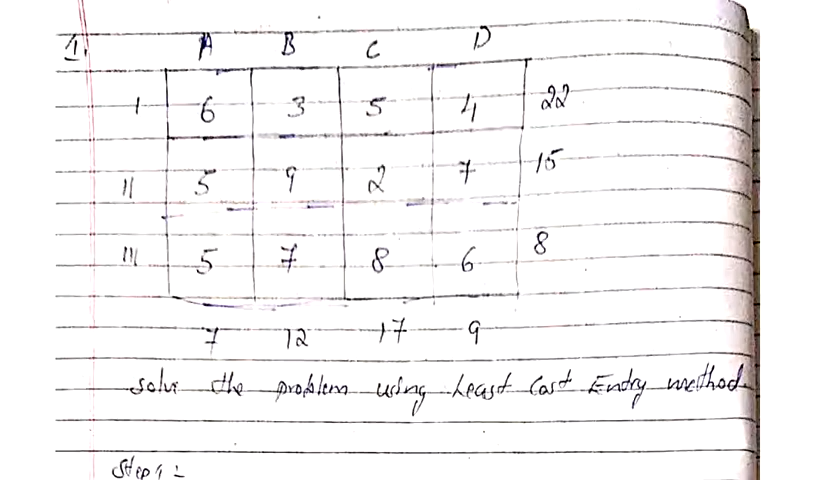 1.
A B C D
I 6 3 5 4 22
II 5 9 2 7 15
III 5 7 8 6 8
7 12 17 9
solve the problem using Least Cost Entry method.
Step 1 :-